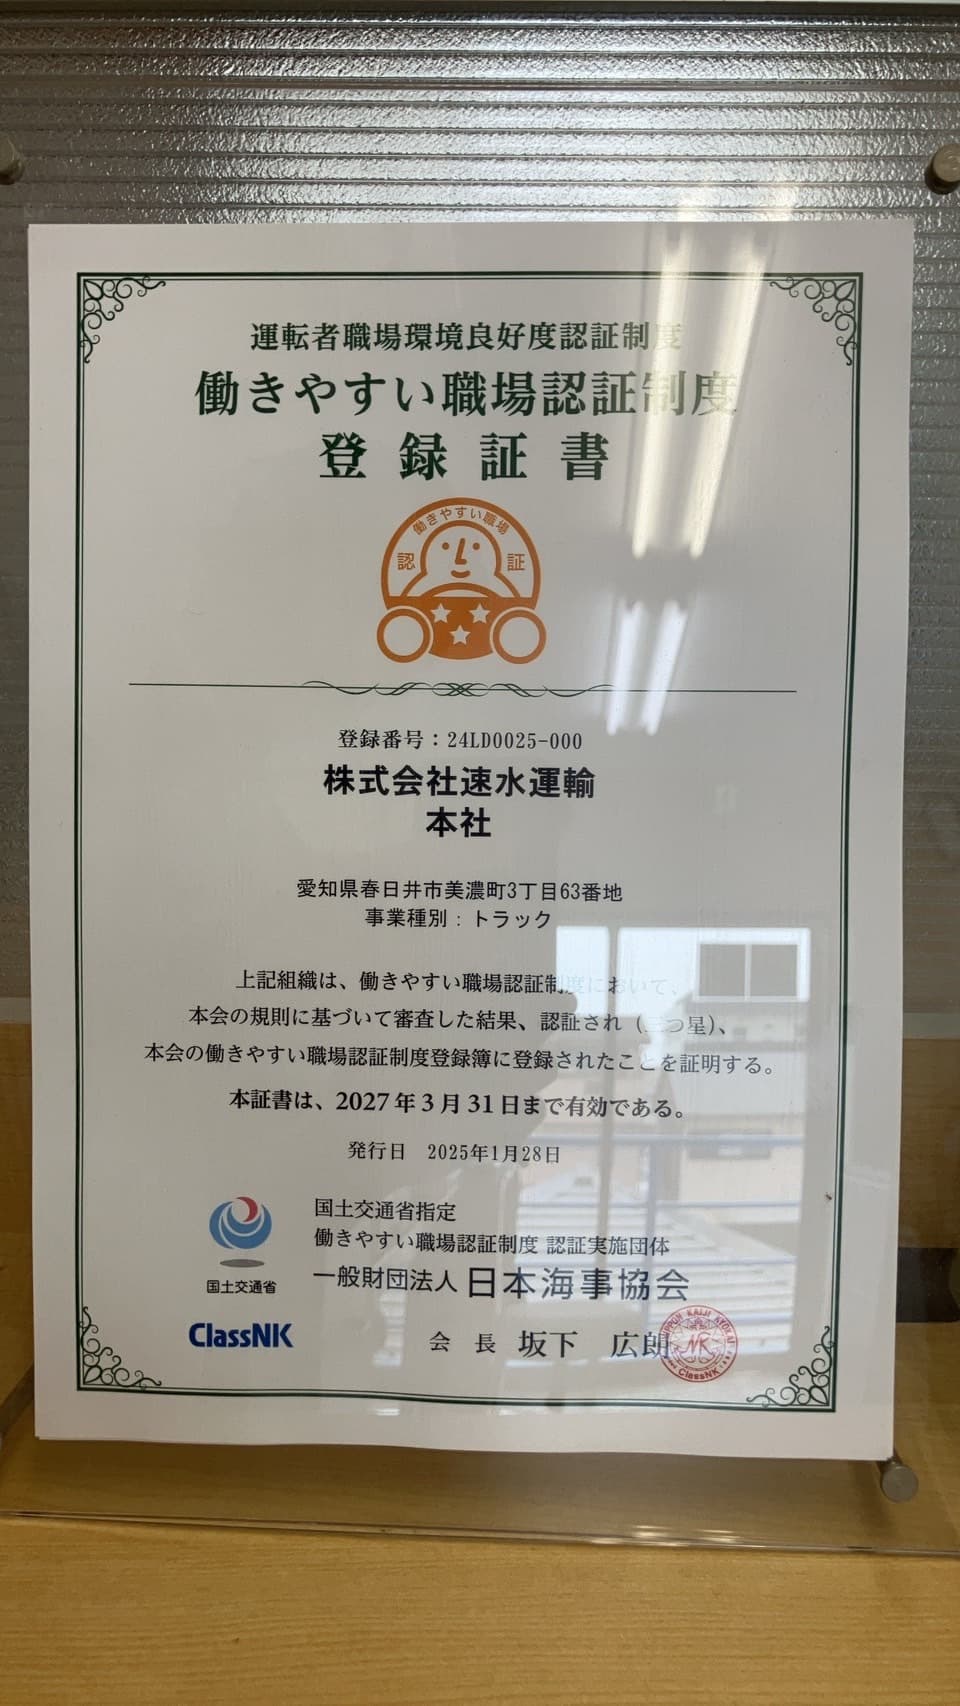 運転者職場環境良好度認証制度
働きやすい職場認証制度
登録証書
働きやすい職場
認 証
登録番号：24LD0025-000
株式会社速水運輸
本社
愛知県春日井市美濃町3丁目63番地
事業種別：トラック
上記組織は、働きやすい職場認証制度において、
本会の規則に基づいて審査した結果、認証され（三つ星）、
本会の働きやすい職場認証制度登録簿に登録されたことを証明する。
本証書は、2027年3月31日まで有効である。
発行日 2025年1月28日
国土交通省指定
働きやすい職場認証制度 認証実施団体
国土交通省
一般財団法人 日本海事協会
ClassNK
会 長 坂下 広朗
NIPPON KAIJI KYOKAI
NK
ClassNK